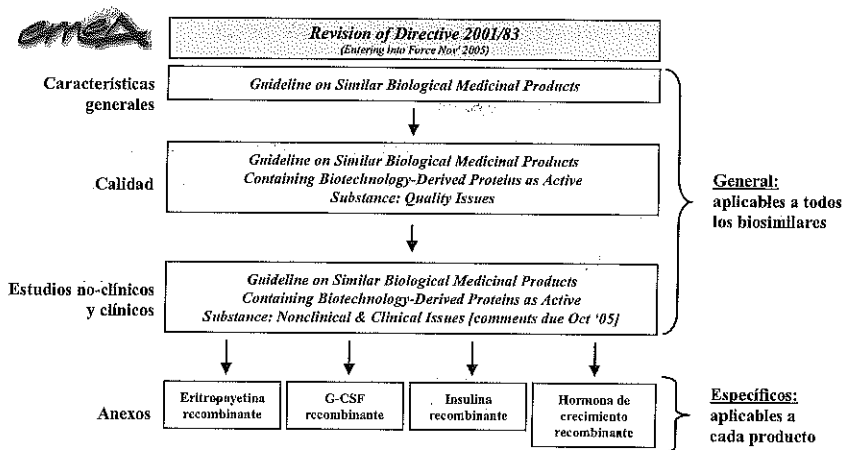 emeA
Revision of Directive 2001/83
(Entering into Force Nov' 2005)
Características
generales
Guideline on Similar Biological Medicinal Products
Calidad
Guideline on Similar Biological Medicinal Products
Containing Biotechnology-Derived Proteins as Active
Substance: Quality Issues
General:
aplicables a todos
los biosimilares
Estudios no-clínicos
y clínicos
Guideline on Similar Biological Medicinal Products
Containing Biotechnology-Derived Proteins as Active
Substance: Nonclinical & Clinical Issues [comments due Oct '05]
Anexos
Eritropoyetina
recombinante
G-CSF
recombinante
Insulina
recombinante
Hormona de
crecimiento
recombinante
Específicos:
aplicables a
cada producto